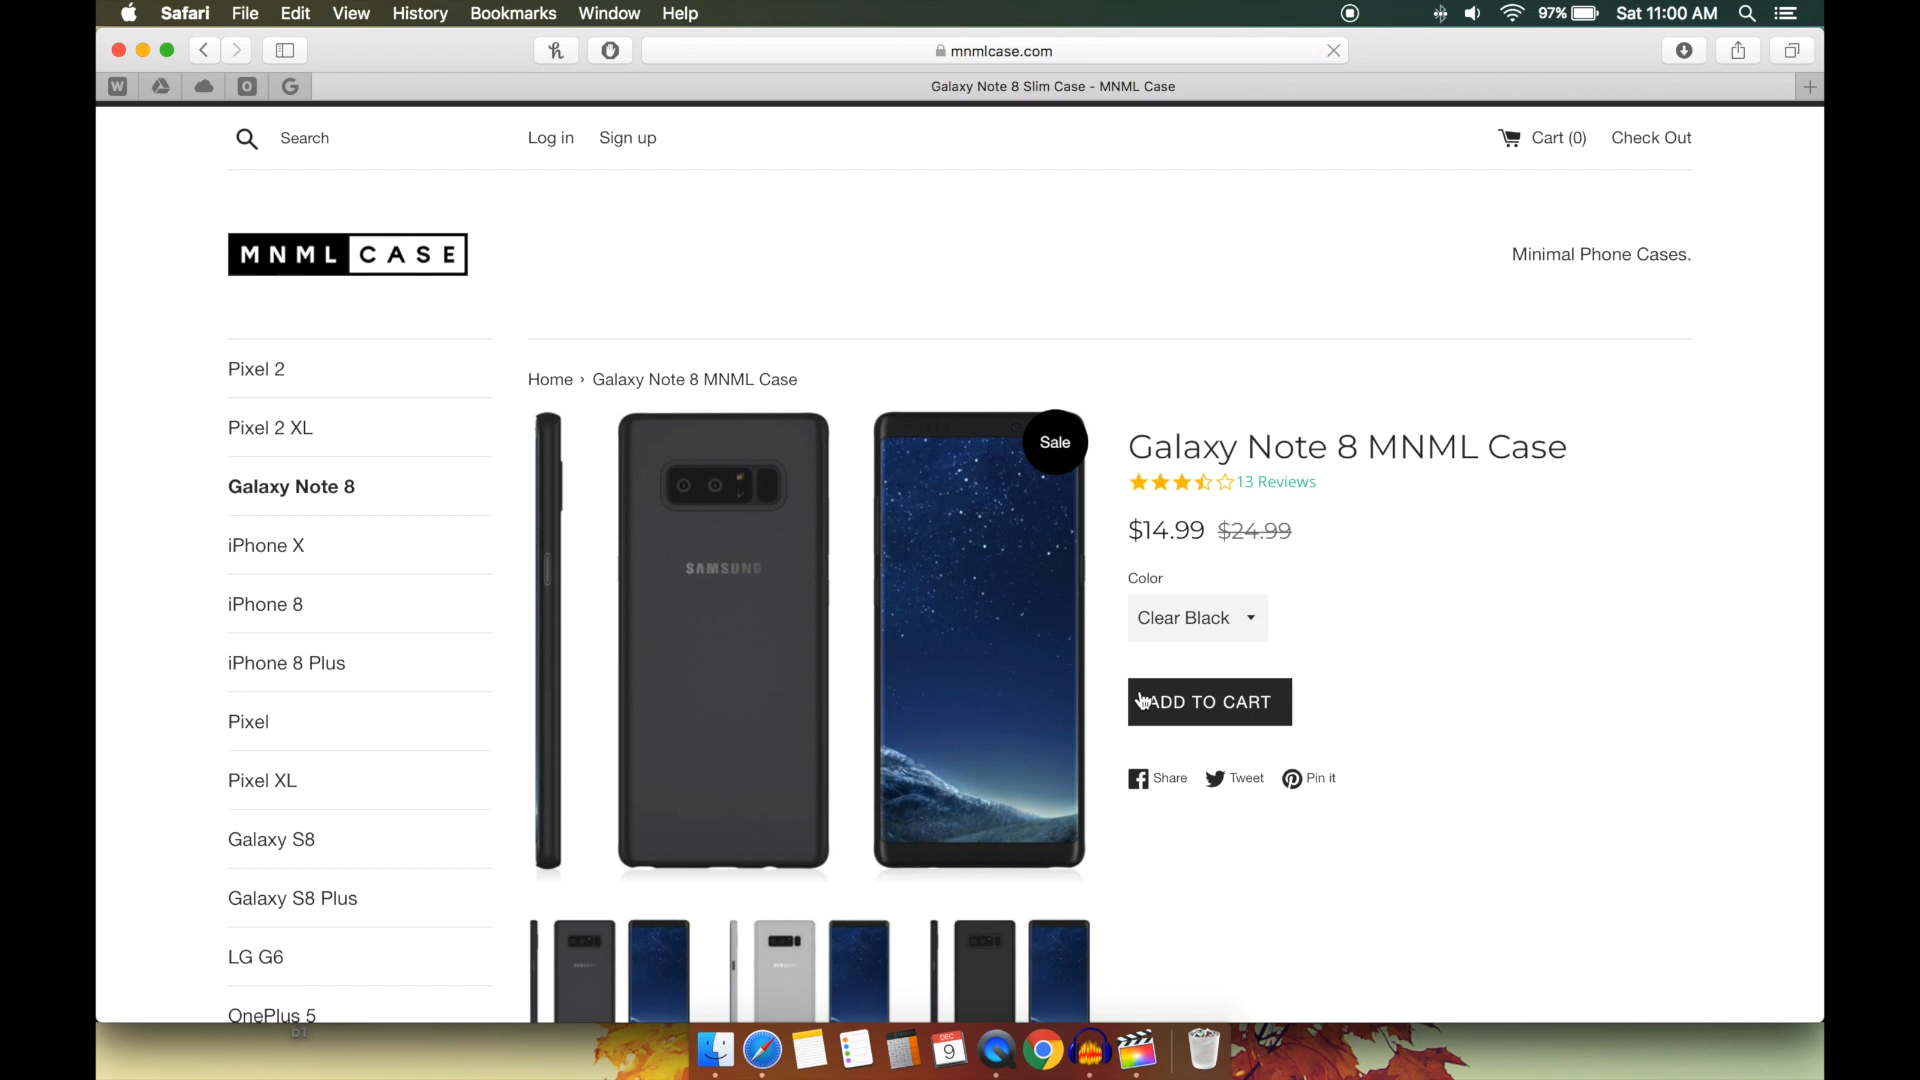 Safari File Edit View History Bookmarks Window Help 97% Sat 11:00 AM
mnmlcase.com
W O G Galaxy Note 8 Slim Case - MNML Case
Search Log in Sign up Cart (0) Check Out
MNML CASE Minimal Phone Cases.
Pixel 2
Pixel 2 XL
Galaxy Note 8
iPhone X
iPhone 8
iPhone 8 Plus
Pixel
Pixel XL
Galaxy S8
Galaxy S8 Plus
LG G6
OnePlus 5
Home › Galaxy Note 8 MNML Case
SAMSUNG
Sale
Galaxy Note 8 MNML Case
13 Reviews
$14.99 $24.99
Color
Clear Black
ADD TO CART
Share Tweet Pin it
DEC
9